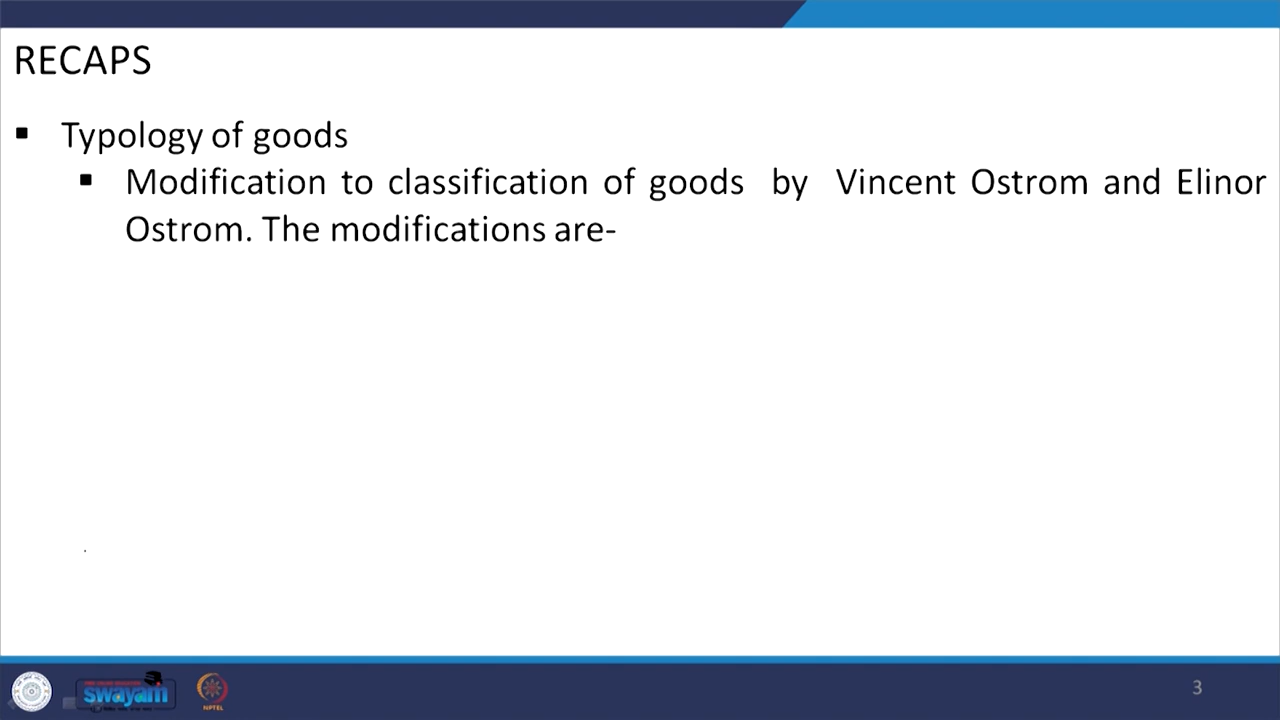 RECAPS
▪ Typology of goods
▪ Modification to classification of goods by Vincent Ostrom and Elinor
Ostrom. The modifications are-
swayam
NPTEL
3